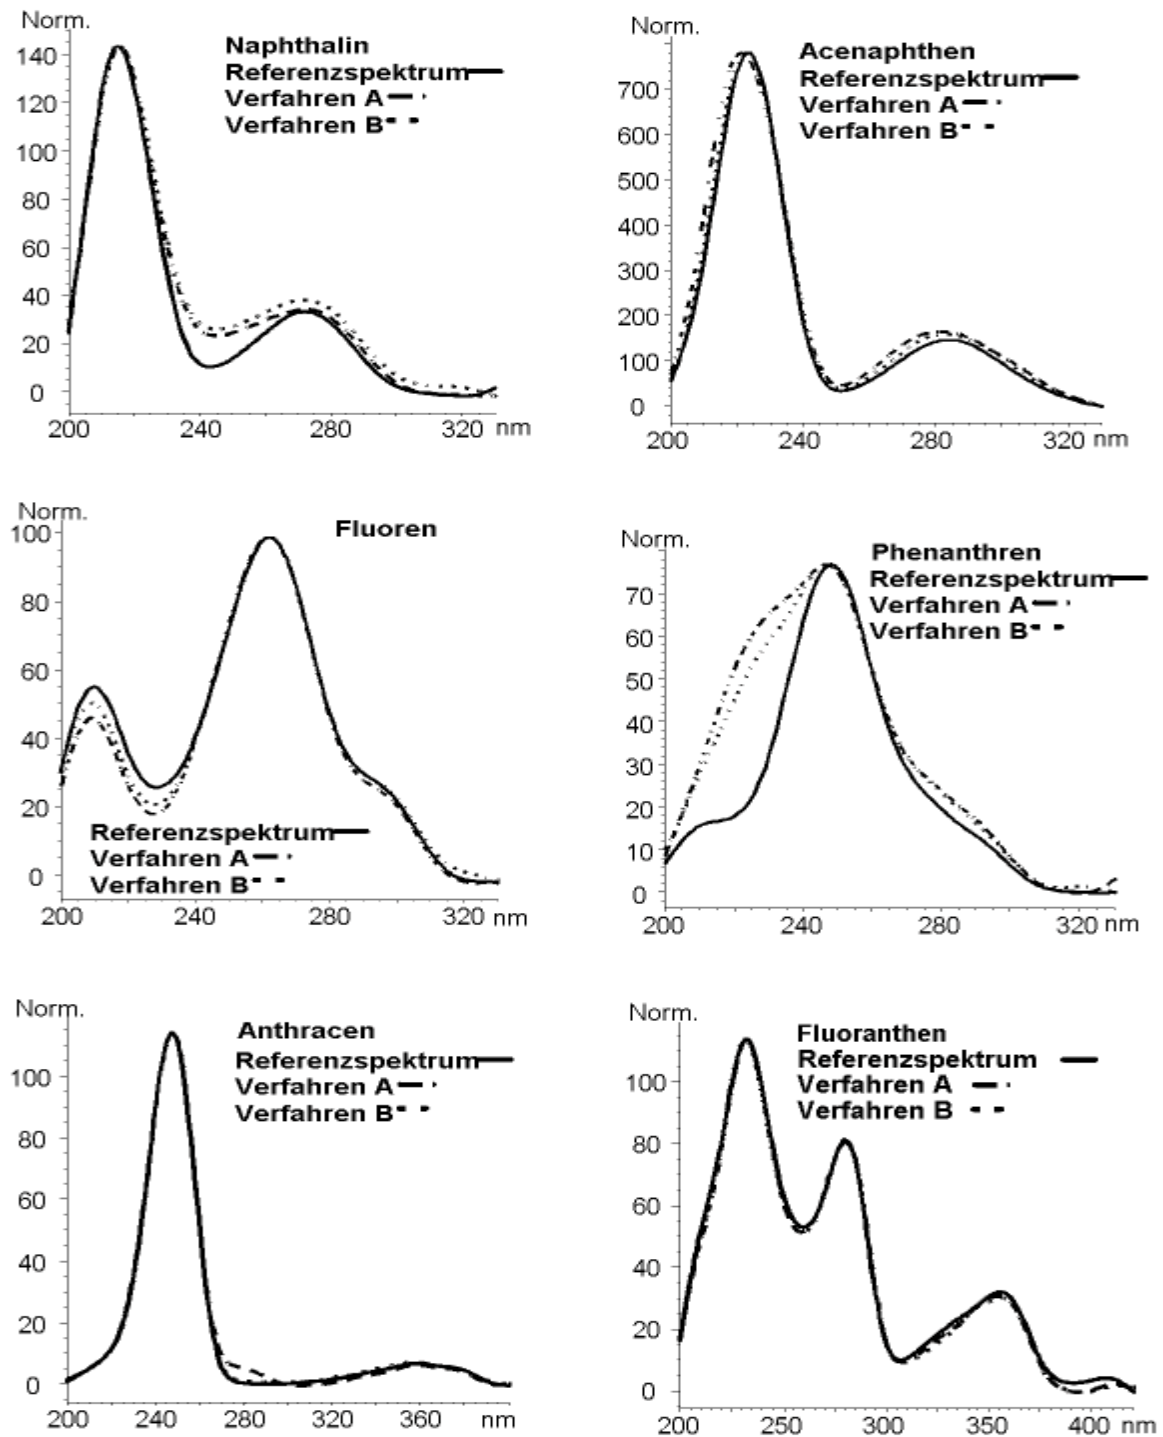 Norm.
Naphthalin
Referenzspektrum
Verfahren A
Verfahren B
140
120
100
80
60
40
20
0
200 240 280 320 nm
Norm.
Acenaphthen
Referenzspektrum
Verfahren A
Verfahren B
700
600
500
400
300
200
100
0
200 240 280 320 nm
Norm.
Fluoren
100
80
60
40
20
0
Referenzspektrum
Verfahren A
Verfahren B
200 240 280 320 nm
Norm.
Phenanthren
Referenzspektrum
Verfahren A
Verfahren B
70
60
50
40
30
20
10
0
200 240 280 320 nm
Norm.
Anthracen
Referenzspektrum
Verfahren A
Verfahren B
100
80
60
40
20
0
200 240 280 320 360 nm
Norm.
Fluoranthen
Referenzspektrum
Verfahren A
Verfahren B
100
80
60
40
20
0
200 250 300 350 400 nm